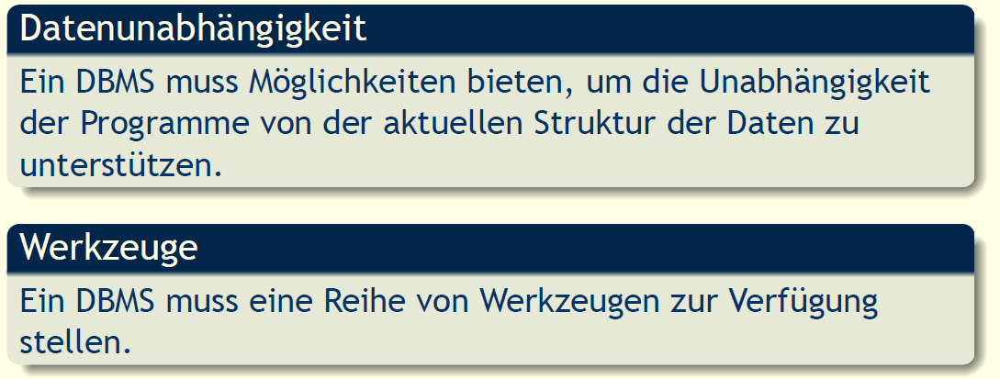 Datenunabhängigkeit
Ein DBMS muss Möglichkeiten bieten, um die Unabhängigkeit
der Programme von der aktuellen Struktur der Daten zu
unterstützen.
Werkzeuge
Ein DBMS muss eine Reihe von Werkzeugen zur Verfügung
stellen.